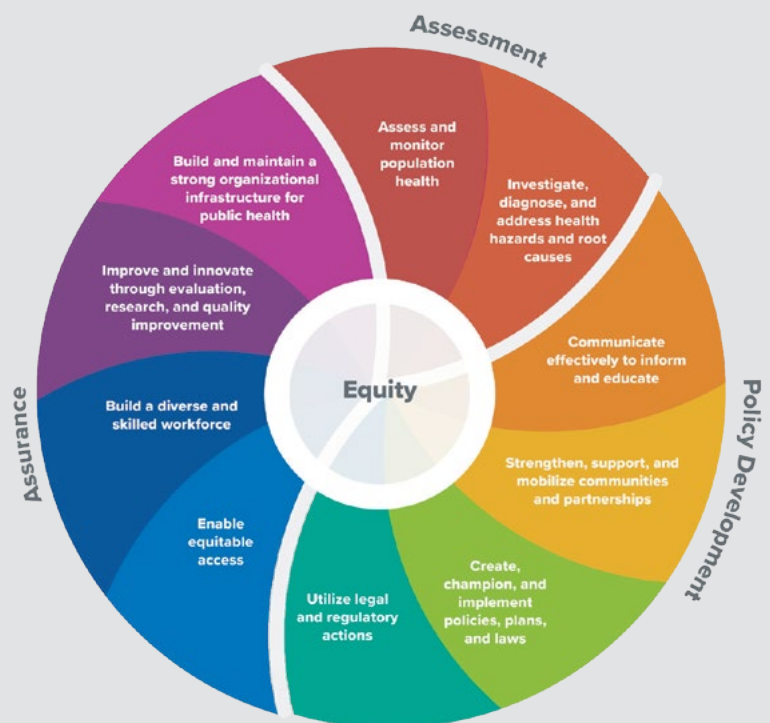 Assessment
Assess and
monitor
population
health
Investigate,
diagnose, and
address health
hazards and root
causes
Communicate
effectively to inform
and educate
Policy Development
Strengthen, support, and
mobilize communities
and partnerships
Create,
champion, and
implement
policies, plans,
and laws
Utilize legal
and regulatory
actions
Assurance
Enable
equitable
access
Build a diverse and
skilled workforce
Improve and innovate
through evaluation,
research, and quality
improvement
Build and maintain a
strong organizational
infrastructure for
public health
Equity